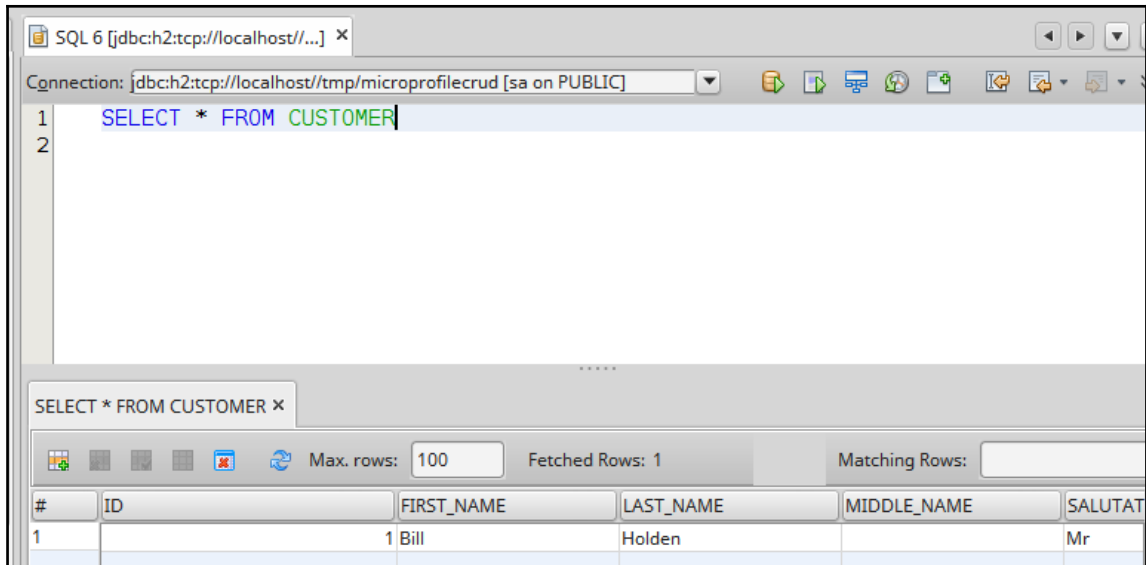 SQL 6 [jdbc:h2:tcp://localhost//...] ×
Connection: jdbc:h2:tcp://localhost//tmp/microprofilecrud [sa on PUBLIC]
1 SELECT * FROM CUSTOMER
2
SELECT * FROM CUSTOMER ×
Max. rows: 100 Fetched Rows: 1 Matching Rows:
# ID FIRST_NAME LAST_NAME MIDDLE_NAME SALUTAT
1 1 Bill Holden Mr